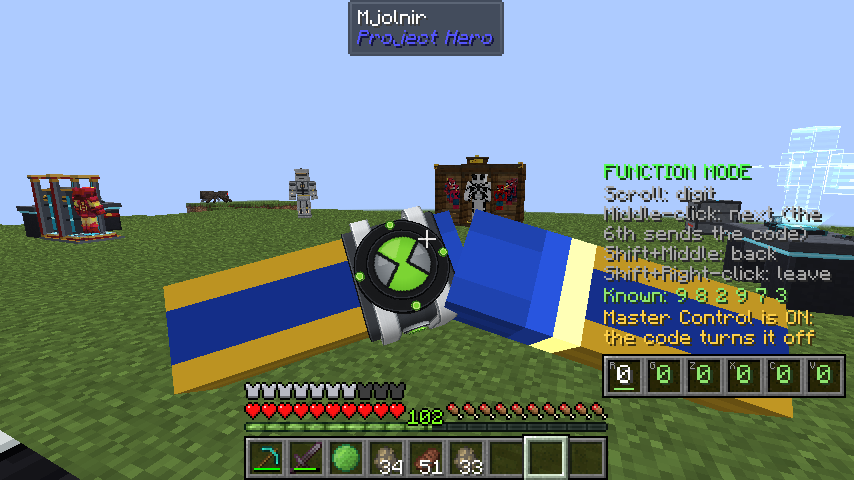 Mjolnir
Project Hero
FUNCTION MODE
Scroll: digit
Middle-click: next (the
6th sends the code)
Shift+Middle: back
Shift+Right-click: leave
Known: 9 8 2 9 7 3
Master Control is ON:
the code turns it off
R 0 G 0 Z 0 X 0 C 0 V 0
102
34 51 33